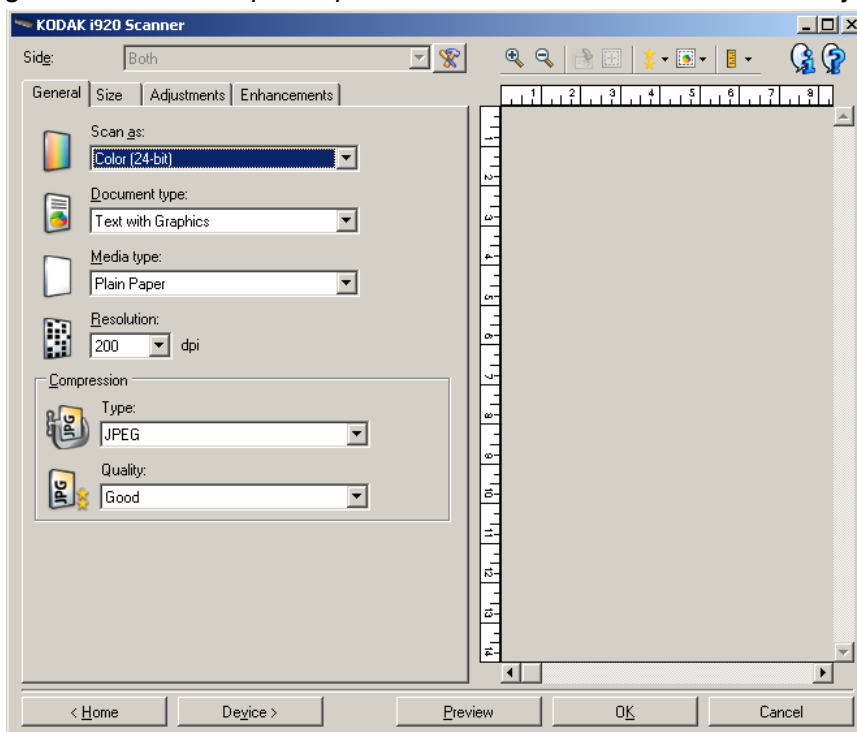 KODAK i920 Scanner
Side: Both
General Size Adjustments Enhancements
Scan as:
Color (24-bit)
Document type:
Text with Graphics
Media type:
Plain Paper
Resolution:
200 dpi
Compression
Type:
JPG JPEG
Quality:
JPG Good
1 2 3 4 5 6 7 8
1
2
3
4
5
6
7
8
9
10
11
12
13
14
< Home Device > Preview OK Cancel